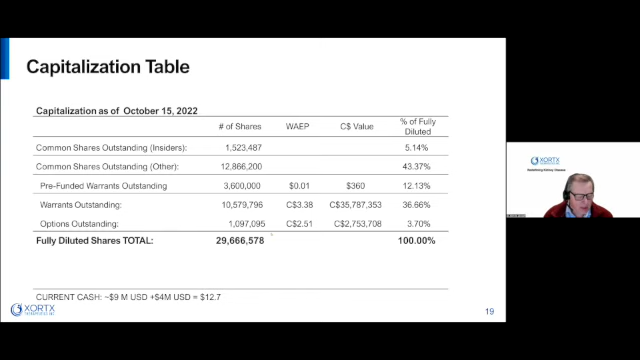 Capitalization Table
Capitalization as of October 15, 2022
# of Shares WAEP C$ Value % of Fully Diluted
Common Shares Outstanding (Insiders): 1,523,487 5.14%
Common Shares Outstanding (Other): 12,866,200 43.37%
Pre-Funded Warrants Outstanding 3,600,000 $0.01 $360 12.13%
Warrants Outstanding: 10,579,796 C$3.38 C$35,787,353 36.66%
Options Outstanding: 1,097,095 C$2.51 C$2,753,708 3.70%
Fully Diluted Shares TOTAL: 29,666,578 100.00%
CURRENT CASH: ~$9 M USD +$4M USD = $12.7
XORTX
19
XORTX
Redefining Kidney Disease